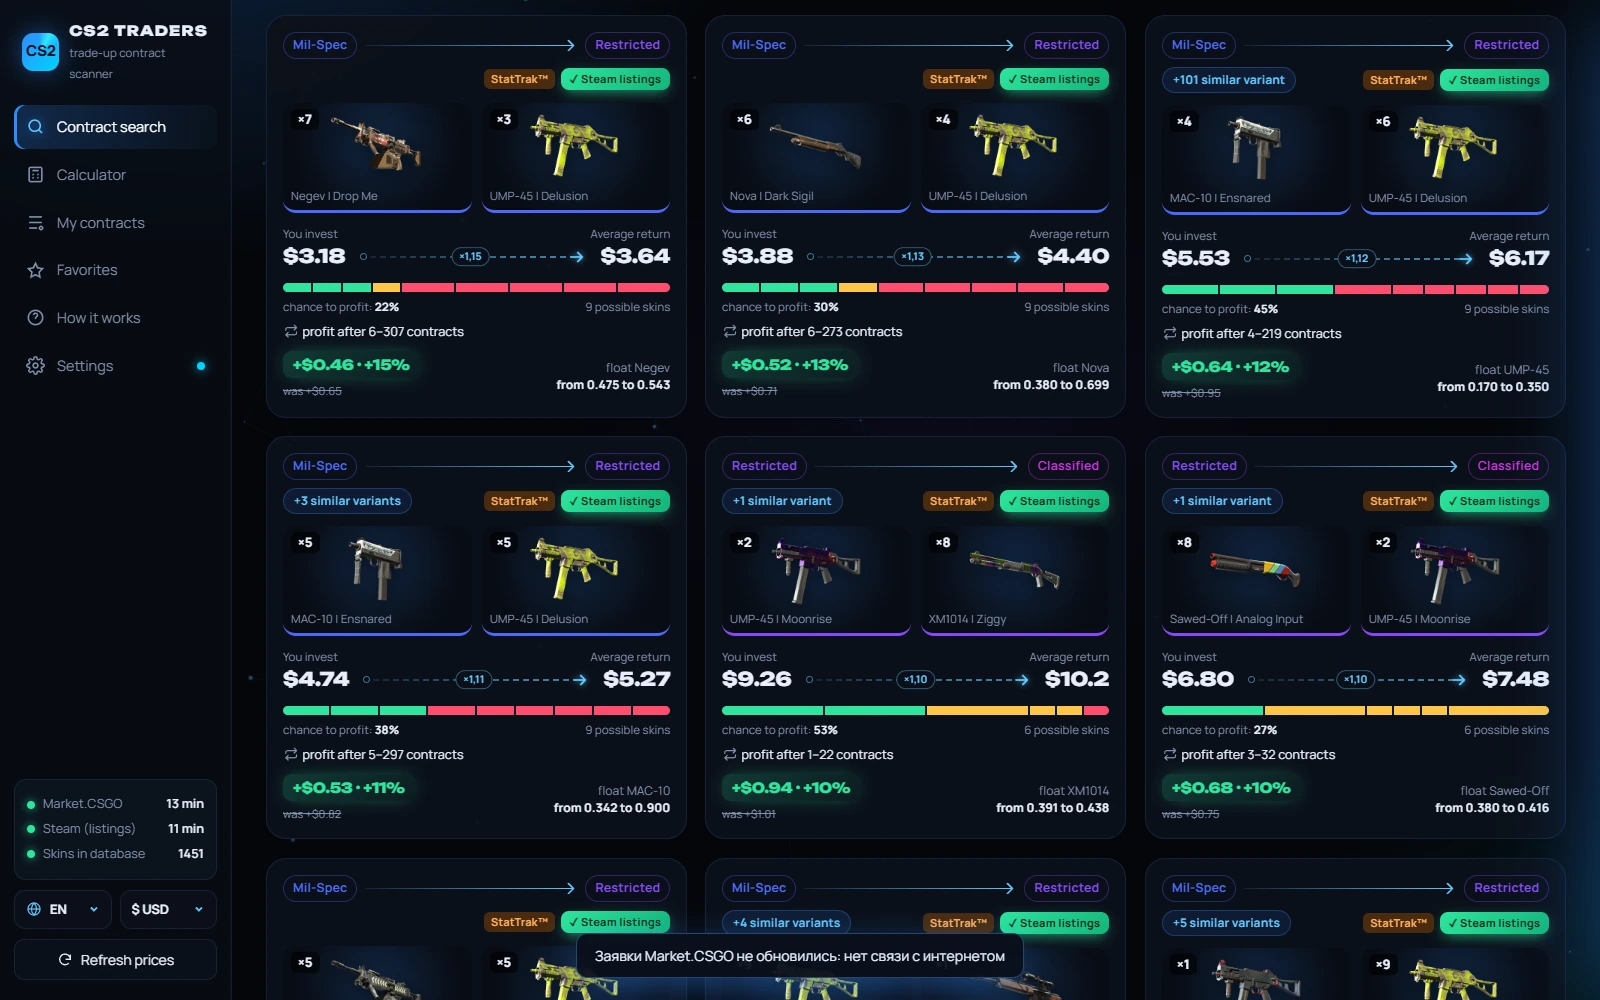 CS2
CS2 TRADERS
trade-up contract
scanner
Contract search
Calculator
My contracts
Favorites
How it works
Settings
Market.CSGO 13 min
Steam (listings) 11 min
Skins in database 1451
EN
$ USD
Refresh prices
Mil-Spec Restricted
StatTrak™ ✓ Steam listings
×7 ×3
Negev | Drop Me UMP-45 | Delusion
You invest Average return
$3.18 ×1,15 $3.64
chance to profit: 22% 9 possible skins
profit after 6–307 contracts
+$0.46 · +15%
was +$0.65
float Negev
from 0.475 to 0.543
Mil-Spec Restricted
StatTrak™ ✓ Steam listings
×6 ×4
Nova | Dark Sigil UMP-45 | Delusion
You invest Average return
$3.88 ×1,13 $4.40
chance to profit: 30% 9 possible skins
profit after 6–273 contracts
+$0.52 · +13%
was +$0.71
float Nova
from 0.380 to 0.699
Mil-Spec Restricted
+101 similar variant StatTrak™ ✓ Steam listings
×4 ×6
MAC-10 | Ensnared UMP-45 | Delusion
You invest Average return
$5.53 ×1,12 $6.17
chance to profit: 45% 9 possible skins
profit after 4–219 contracts
+$0.64 · +12%
was +$0.95
float UMP-45
from 0.170 to 0.350
Mil-Spec Restricted
+3 similar variants StatTrak™ ✓ Steam listings
×5 ×5
MAC-10 | Ensnared UMP-45 | Delusion
You invest Average return
$4.74 ×1,11 $5.27
chance to profit: 38% 9 possible skins
profit after 5–297 contracts
+$0.53 · +11%
was +$0.82
float MAC-10
from 0.342 to 0.900
Restricted Classified
+1 similar variant StatTrak™ ✓ Steam listings
×2 ×8
UMP-45 | Moonrise XM1014 | Ziggy
You invest Average return
$9.26 ×1,10 $10.2
chance to profit: 53% 6 possible skins
profit after 1–22 contracts
+$0.94 · +10%
was +$1.01
float XM1014
from 0.391 to 0.438
Restricted Classified
+1 similar variant StatTrak™ ✓ Steam listings
×8 ×2
Sawed-Off | Analog Input UMP-45 | Moonrise
You invest Average return
$6.80 ×1,10 $7.48
chance to profit: 27% 6 possible skins
profit after 3–32 contracts
+$0.68 · +10%
was +$0.75
float Sawed-Off
from 0.380 to 0.416
Mil-Spec Restricted
StatTrak™ ✓ Steam listings
×5 ×5
Mil-Spec Restricted
+4 similar variants StatTrak™ ✓ Steam listings
Mil-Spec Restricted
+5 similar variants StatTrak™ ✓ Steam listings
×1 ×9
Заявки Market.CSGO не обновились: нет связи с интернетом